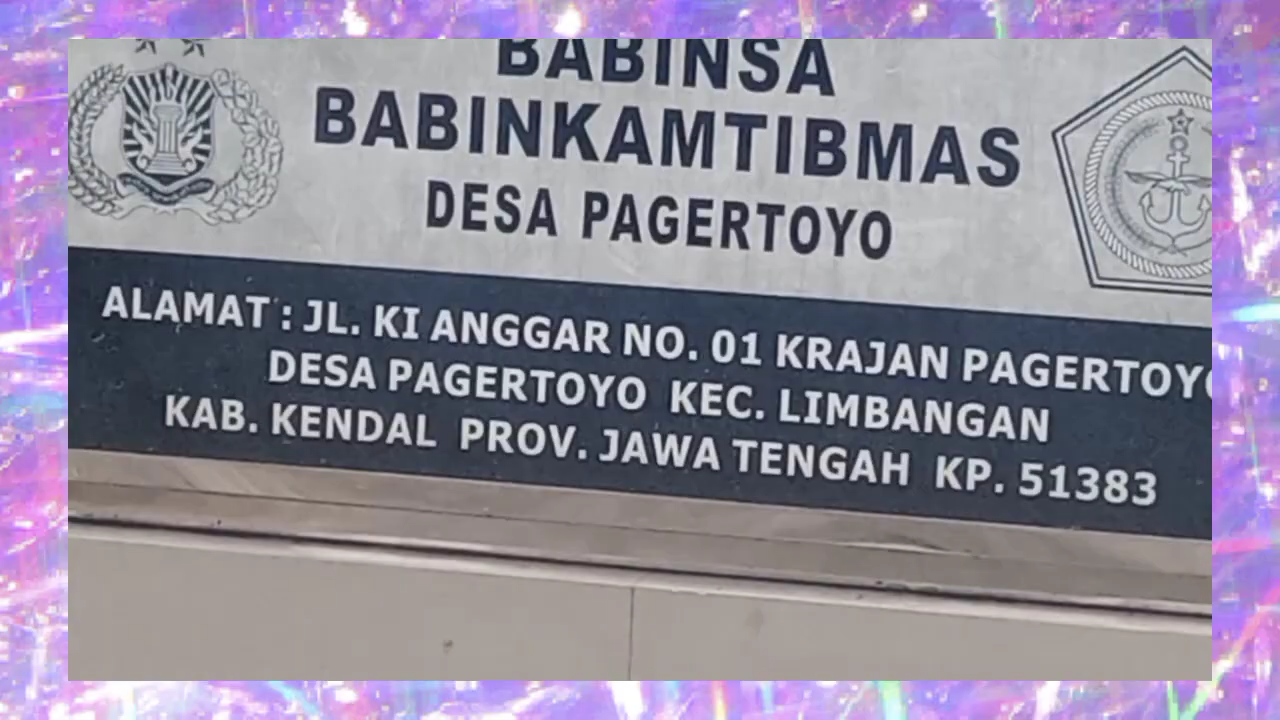 BABINSA
BABINKAMTIBMAS
DESA PAGERTOYO
ALAMAT : JL. KI ANGGAR NO. 01 KRAJAN PAGERTOYO
DESA PAGERTOYO KEC. LIMBANGAN
KAB. KENDAL PROV. JAWA TENGAH KP. 51383